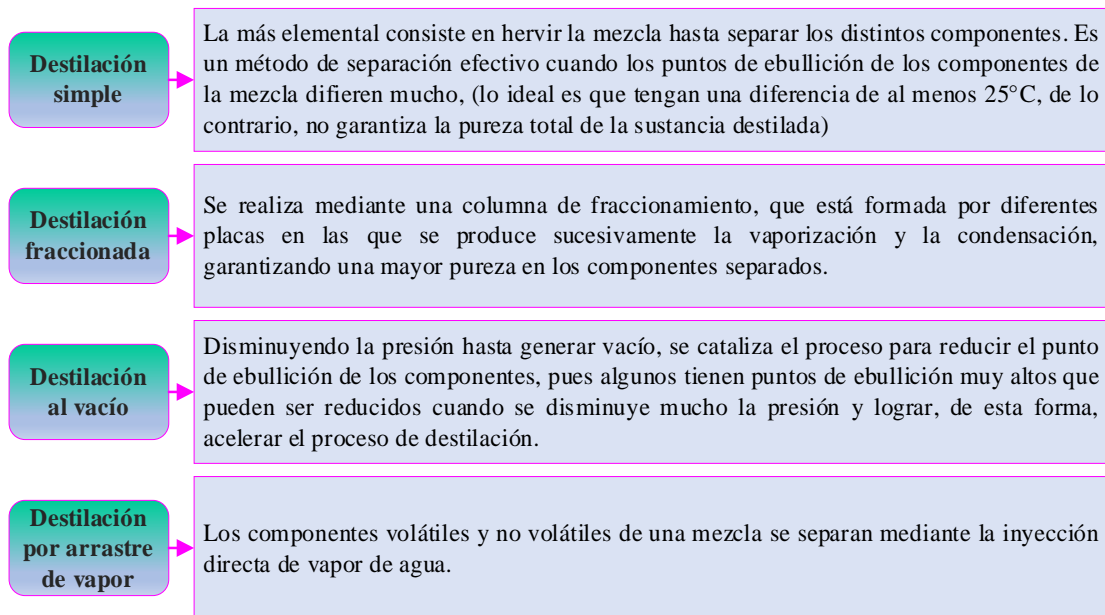 Destilación
simple
La más elemental consiste en hervir la mezcla hasta separar los distintos componentes. Es
un método de separación efectivo cuando los puntos de ebullición de los componentes de
la mezcla difieren mucho, (lo ideal es que tengan una diferencia de al menos 25°C, de lo
contrario, no garantiza la pureza total de la sustancia destilada)
Destilación
fraccionada
Se realiza mediante una columna de fraccionamiento, que está formada por diferentes
placas en las que se produce sucesivamente la vaporización y la condensación,
garantizando una mayor pureza en los componentes separados.
Destilación
al vacío
Disminuyendo la presión hasta generar vacío, se cataliza el proceso para reducir el punto
de ebullición de los componentes, pues algunos tienen puntos de ebullición muy altos que
pueden ser reducidos cuando se disminuye mucho la presión y lograr, de esta forma,
acelerar el proceso de destilación.
Destilación
por arrastre
de vapor
Los componentes volátiles y no volátiles de una mezcla se separan mediante la inyección
directa de vapor de agua.